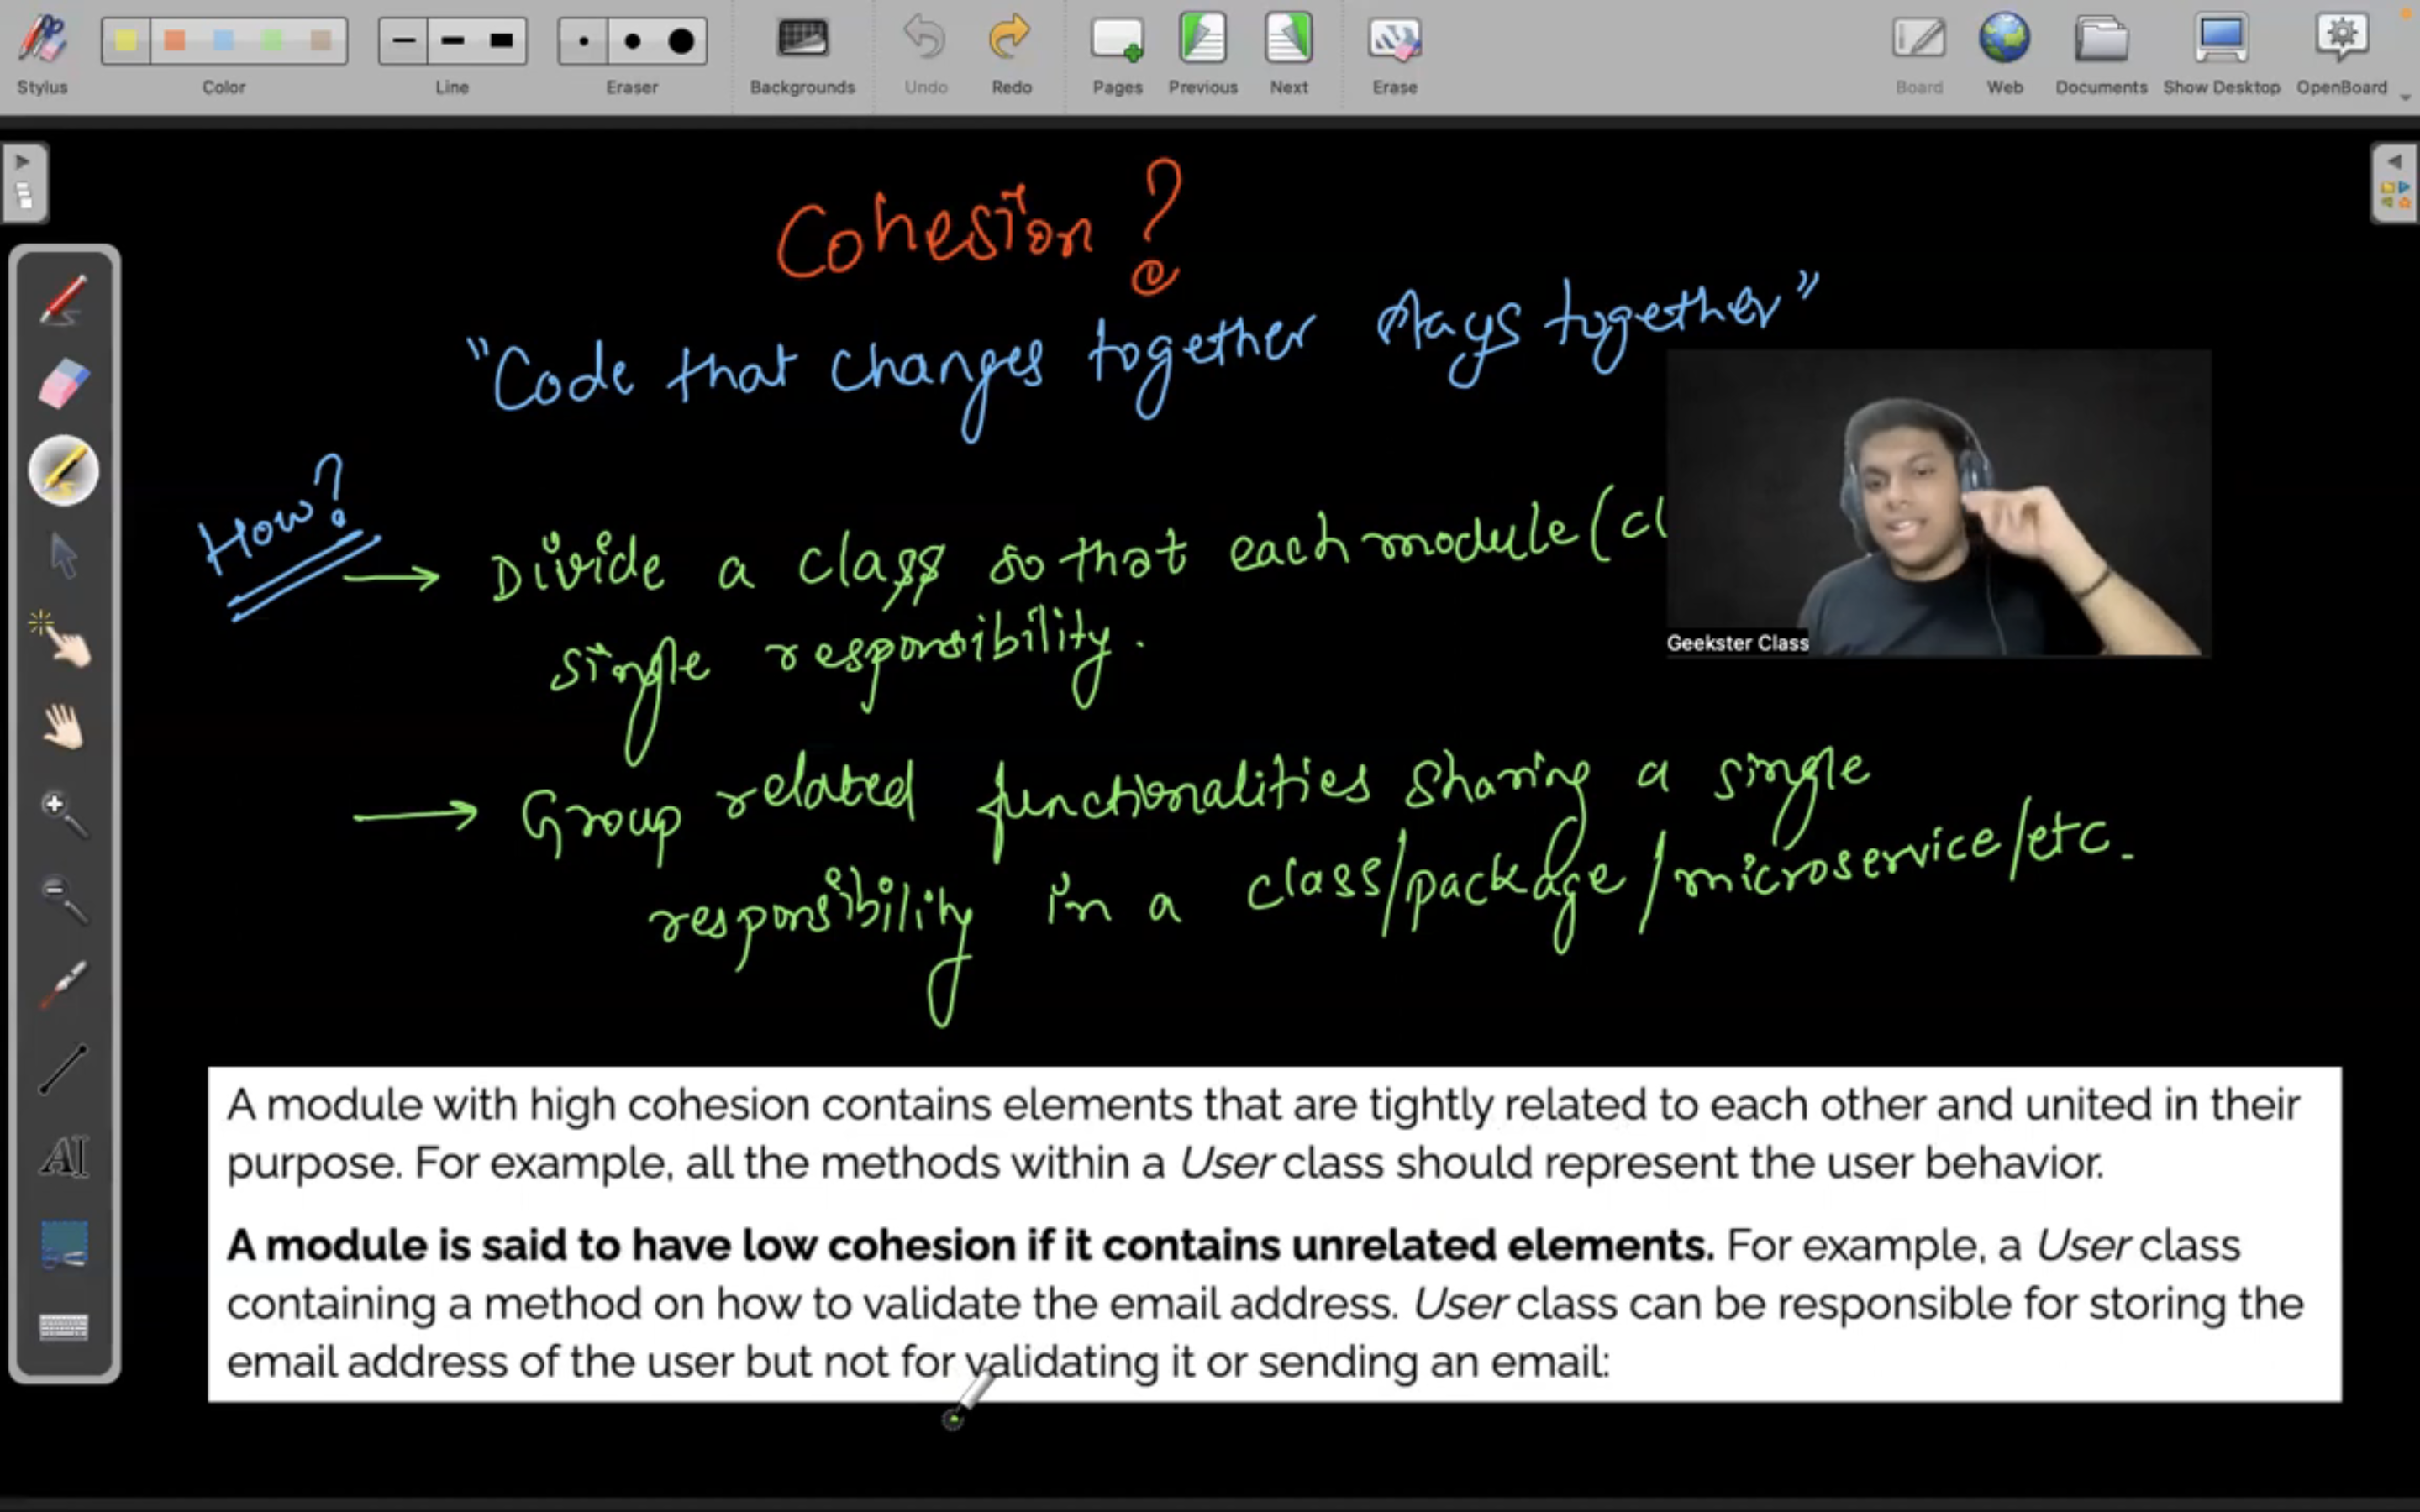 Stylus Color Line Eraser Backgrounds Undo Redo Pages Previous Next Erase Board Web Documents Show Desktop OpenBoard
Cohesion?
"Code that changes together stays together"
How?
→ Divide a class so that each module(cl
single responsibility.
Geekster Class
→ Group related functionalities sharing a single
responsibility in a class/package/microservice/etc.
AI
A module with high cohesion contains elements that are tightly related to each other and united in their
purpose. For example, all the methods within a User class should represent the user behavior.
A module is said to have low cohesion if it contains unrelated elements. For example, a User class
containing a method on how to validate the email address. User class can be responsible for storing the
email address of the user but not for validating it or sending an email: